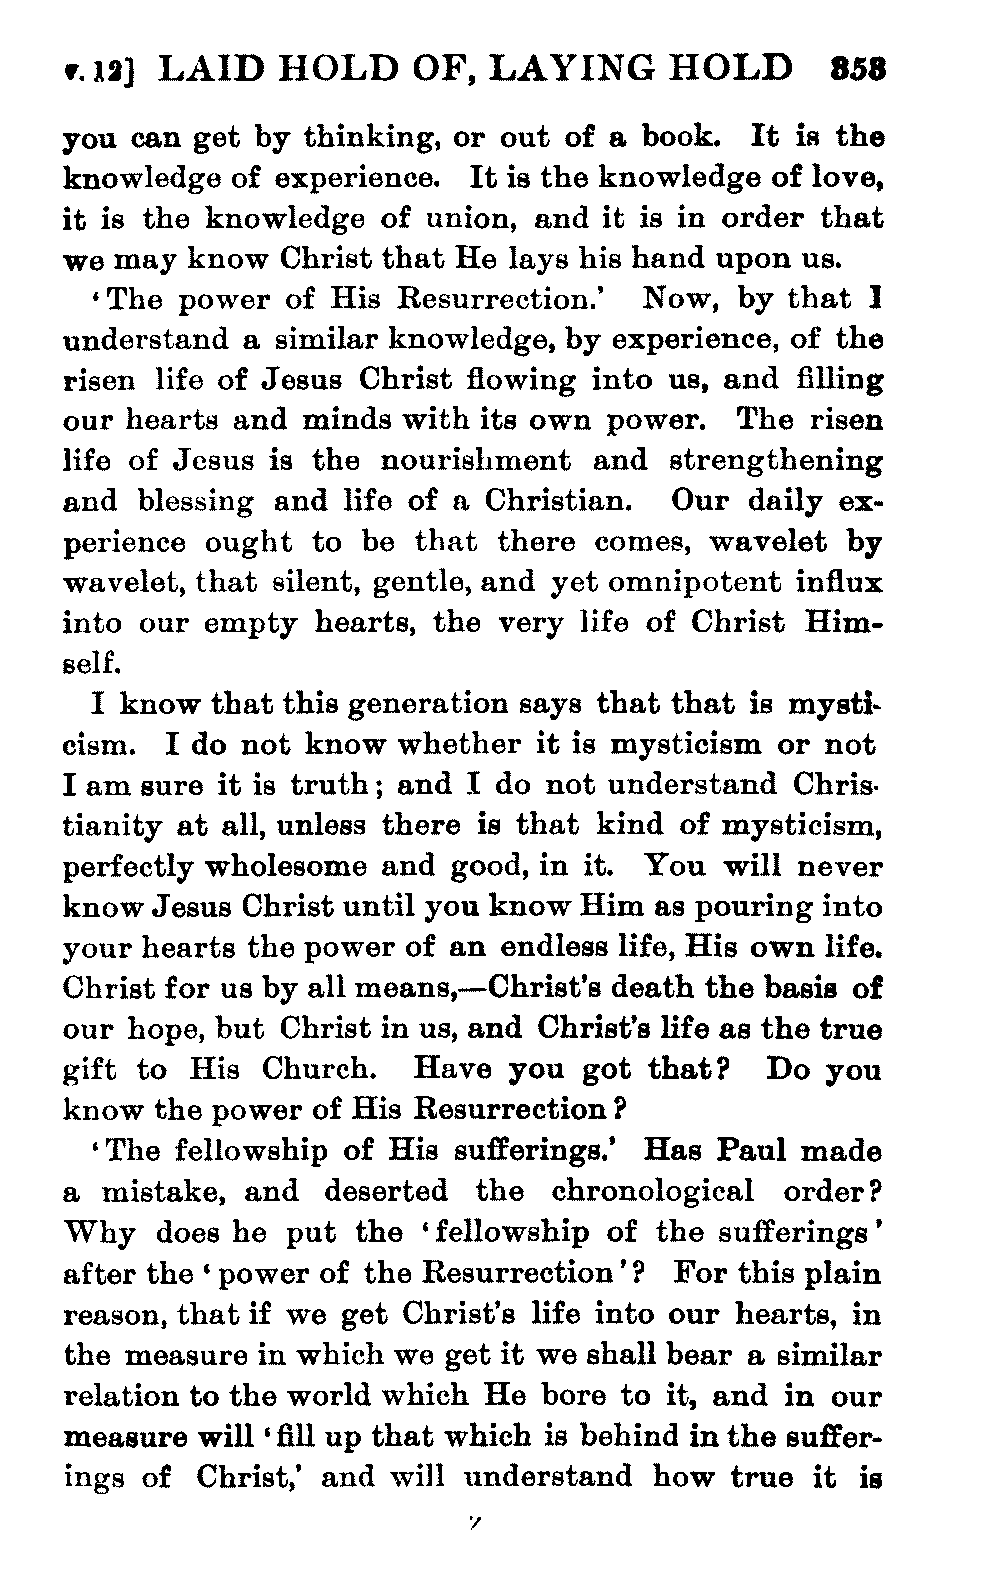 v. 12] LAID HOLD OF, LAYING HOLD 353
you can get by thinking, or out of a book. It is the
knowledge of experience. It is the knowledge of love,
it is the knowledge of union, and it is in order that
we may know Christ that He lays his hand upon us.
‘The power of His Resurrection.’ Now, by that I
understand a similar knowledge, by experience, of the
risen life of Jesus Christ flowing into us, and filling
our hearts and minds with its own power. The risen
life of Jesus is the nourishment and strengthening
and blessing and life of a Christian. Our daily ex-
perience ought to be that there comes, wavelet by
wavelet, that silent, gentle, and yet omnipotent influx
into our empty hearts, the very life of Christ Him-
self.
I know that this generation says that that is mysti-
cism. I do not know whether it is mysticism or not
I am sure it is truth; and I do not understand Chris-
tianity at all, unless there is that kind of mysticism,
perfectly wholesome and good, in it. You will never
know Jesus Christ until you know Him as pouring into
your hearts the power of an endless life, His own life.
Christ for us by all means,—Christ’s death the basis of
our hope, but Christ in us, and Christ’s life as the true
gift to His Church. Have you got that? Do you
know the power of His Resurrection?
‘The fellowship of His sufferings.’ Has Paul made
a mistake, and deserted the chronological order?
Why does he put the ‘fellowship of the sufferings’
after the ‘power of the Resurrection’? For this plain
reason, that if we get Christ’s life into our hearts, in
the measure in which we get it we shall bear a similar
relation to the world which He bore to it, and in our
measure will ‘fill up that which is behind in the suffer-
ings of Christ,’ and will understand how true it is